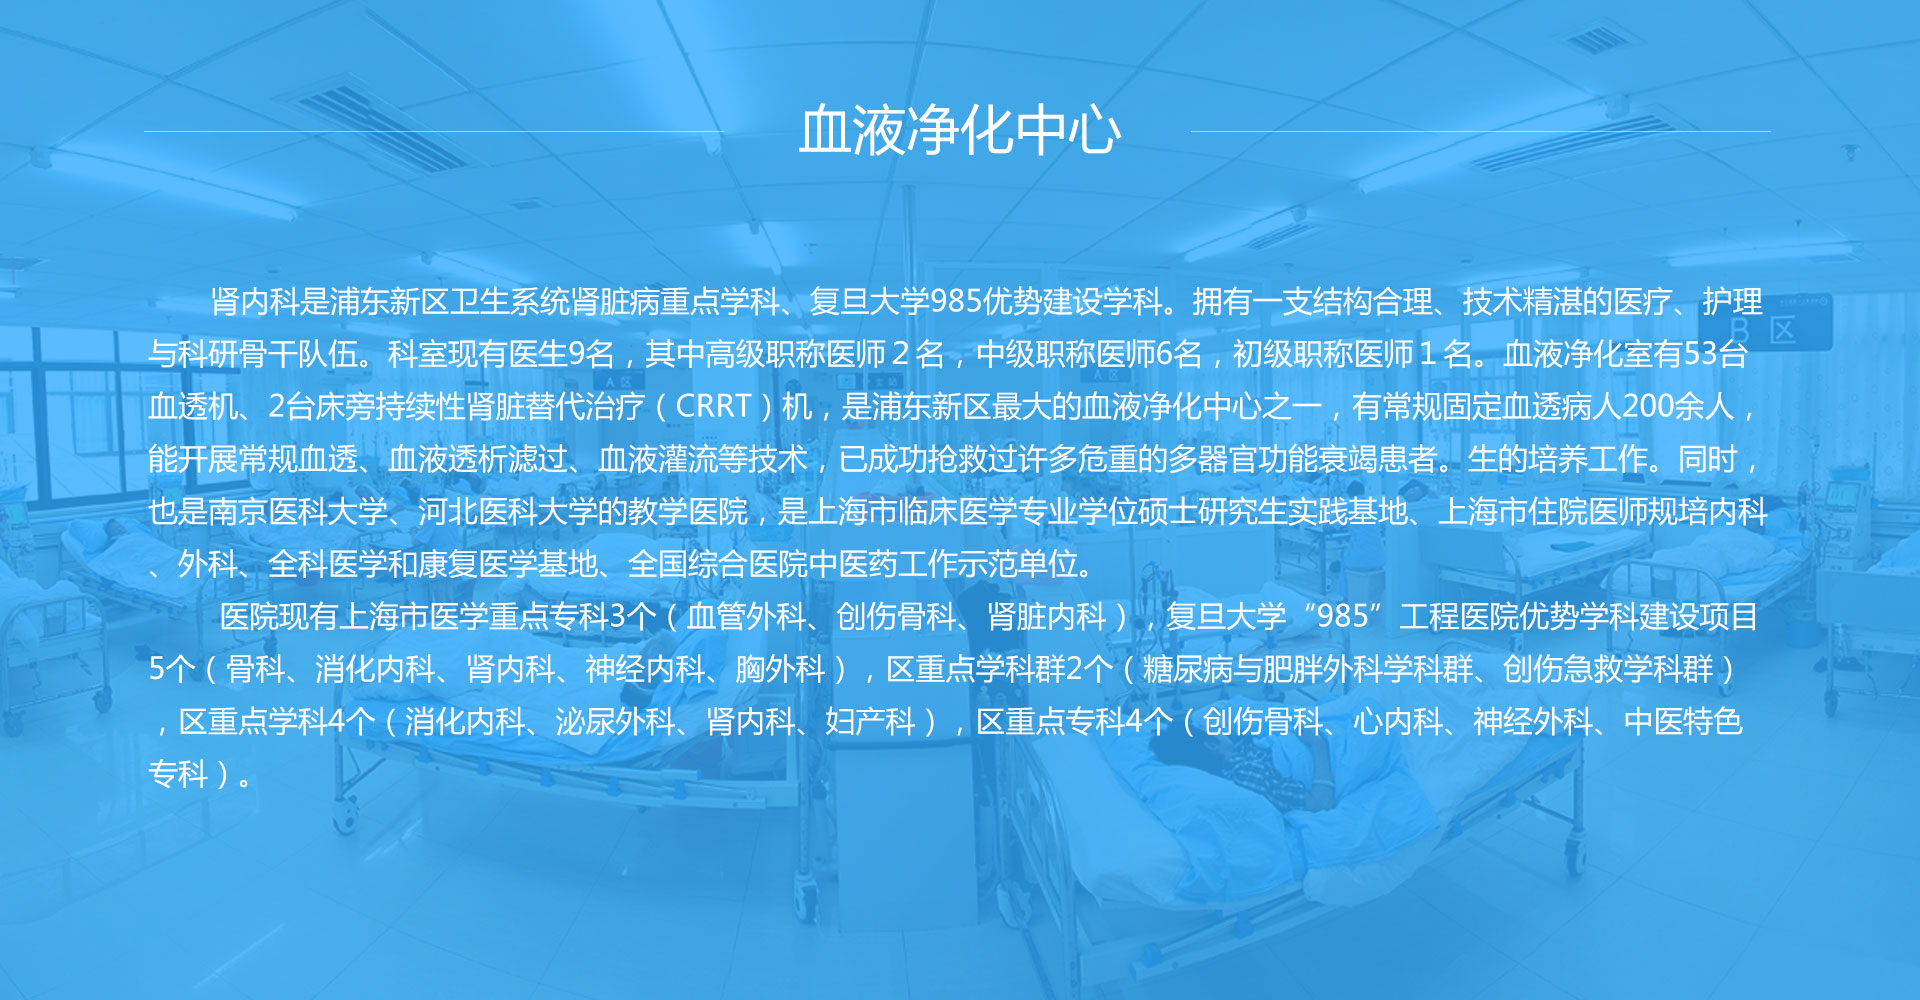 血液净化中心
肾内科是浦东新区卫生系统肾脏病重点学科、复旦大学985优势建设学科。拥有一支结构合理、技术精湛的医疗、护理
与科研骨干队伍。科室现有医生9名，其中高级职称医师２名，中级职称医师6名，初级职称医师１名。血液净化室有53台
血透机、2台床旁持续性肾脏替代治疗（CRRT）机，是浦东新区最大的血液净化中心之一，有常规固定血透病人200余人，
能开展常规血透、血液透析滤过、血液灌流等技术，已成功抢救过许多危重的多器官功能衰竭患者。生的培养工作。同时，
也是南京医科大学、河北医科大学的教学医院，是上海市临床医学专业学位硕士研究生实践基地、上海市住院医师规培内科
、外科、全科医学和康复医学基地、全国综合医院中医药工作示范单位。
医院现有上海市医学重点专科3个（血管外科、创伤骨科、肾脏内科），复旦大学“985”工程医院优势学科建设项目
5个（骨科、消化内科、肾内科、神经内科、胸外科），区重点学科群2个（糖尿病与肥胖外科学科群、创伤急救学科群）
，区重点学科4个（消化内科、泌尿外科、肾内科、妇产科），区重点专科4个（创伤骨科、心内科、神经外科、中医特色
专科）。
B 区
A 区
A 区